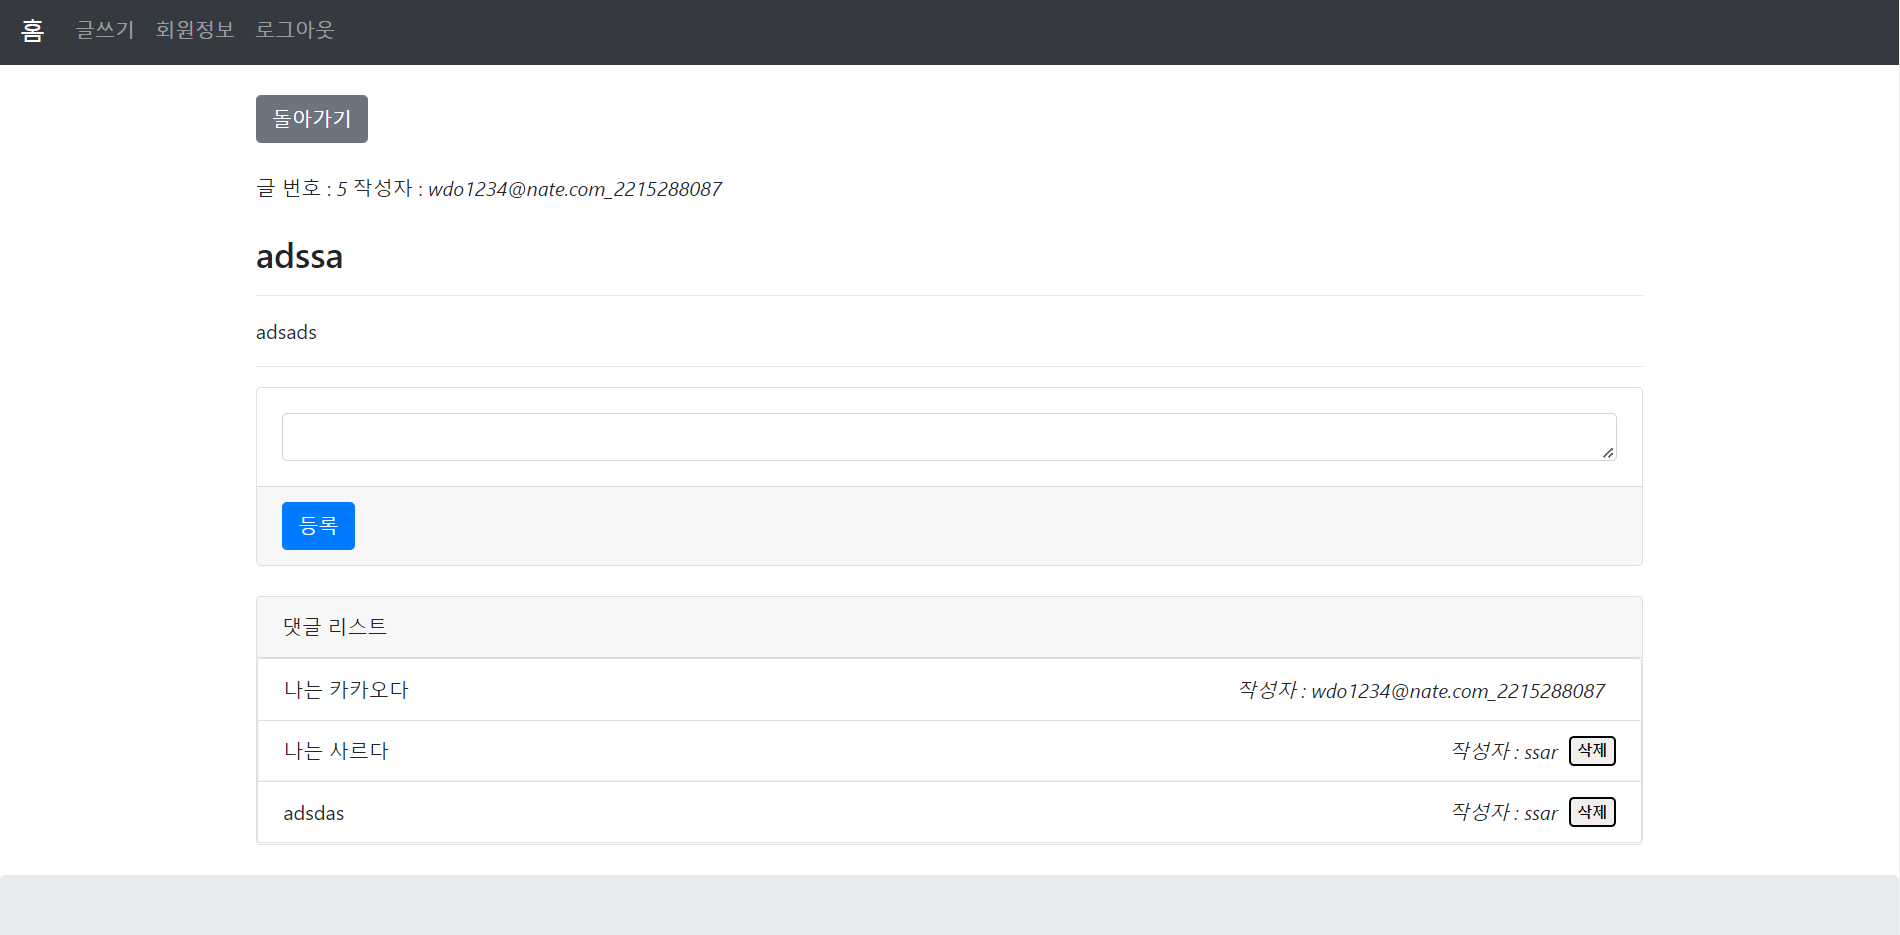 홈 글쓰기 회원정보 로그아웃
돌아가기
글 번호 : 5 작성자 : wdo1234@nate.com_2215288087
adssa
adsads
등록
댓글 리스트
나는 카카오다 작성자 : wdo1234@nate.com_2215288087
나는 사르다 작성자 : ssar 삭제
adsdas 작성자 : ssar 삭제